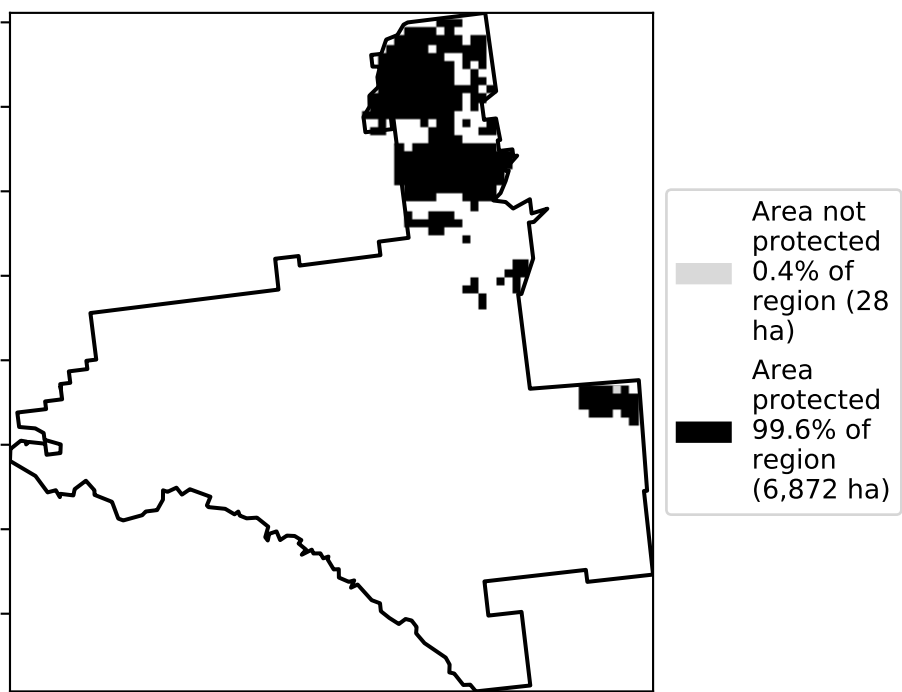 Area not
protected
0.4% of
region (28
ha)
Area
protected
99.6% of
region
(6,872 ha)